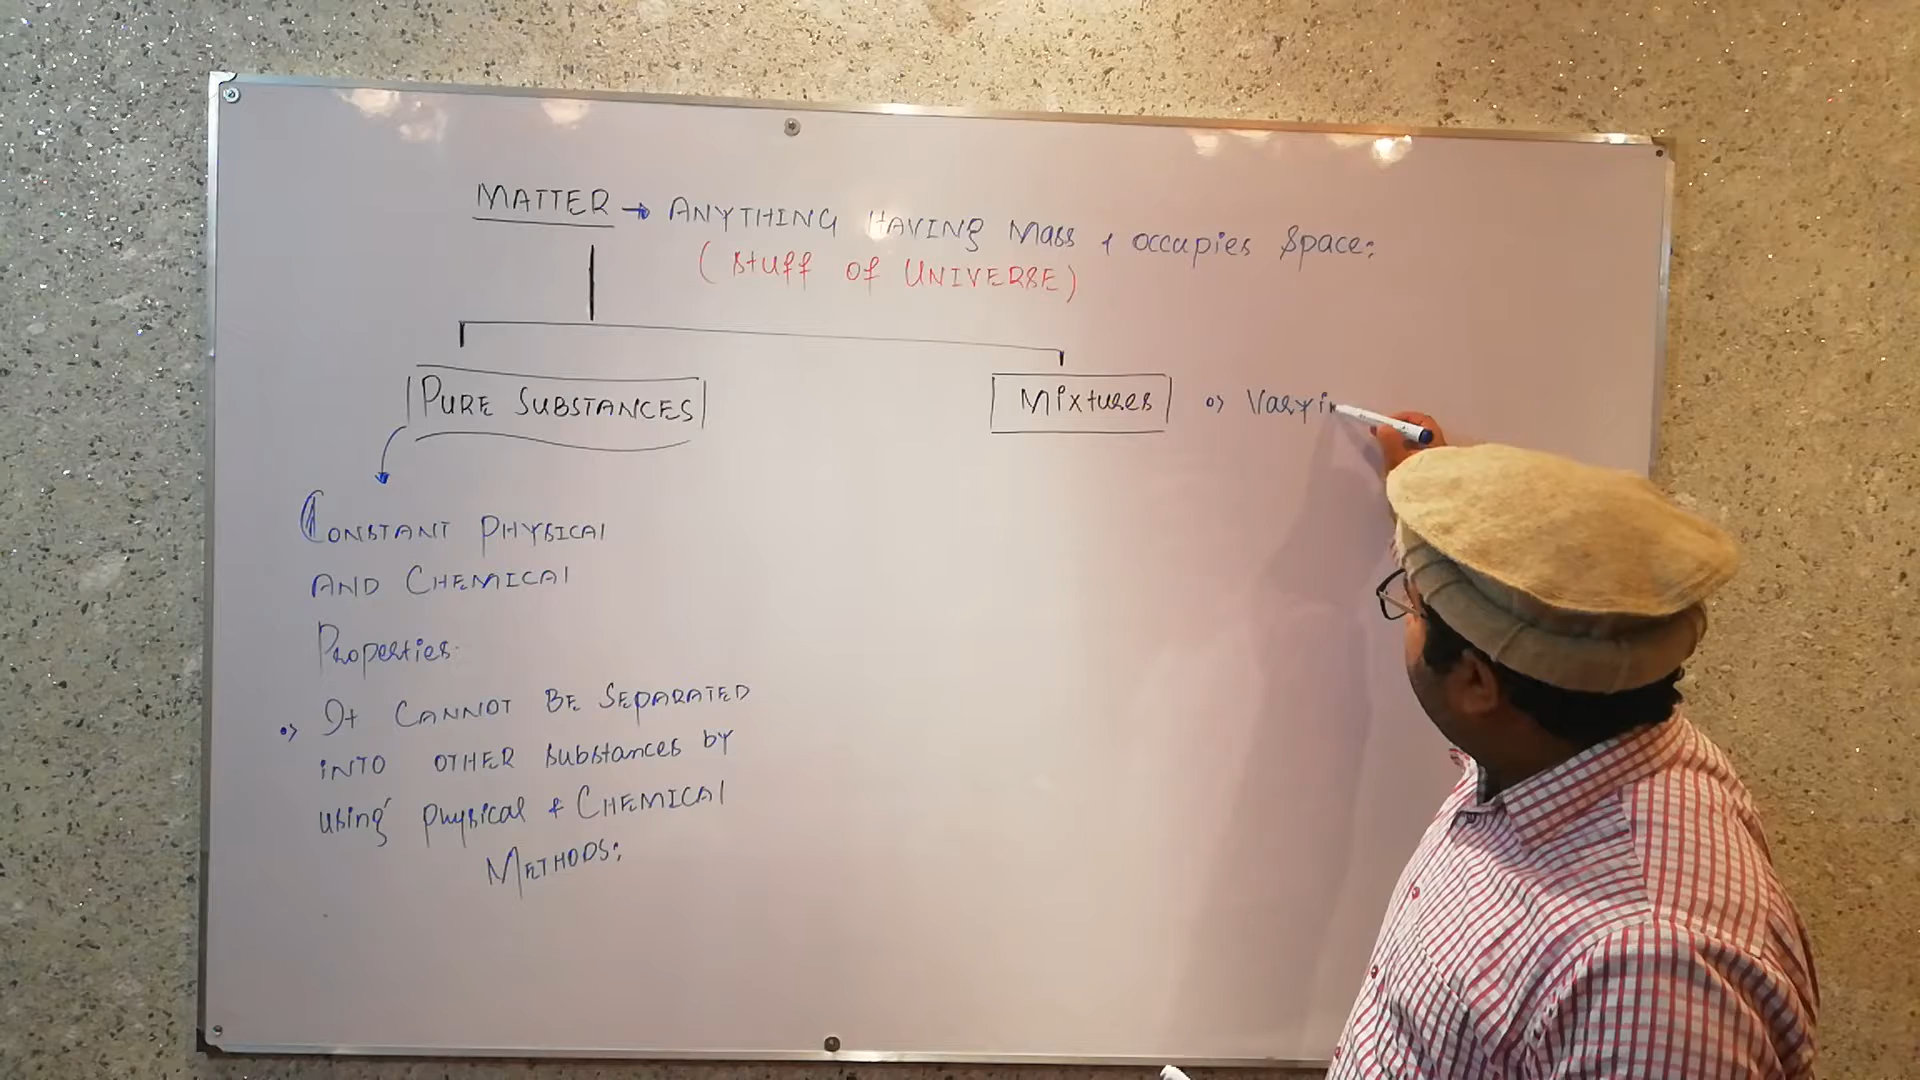 MATTER → ANYTHING HAVING Mass & occupies Space:
(stuff of UNIVERSE)
PURE SUBSTANCES
Mixtures
Varyin
CONSTANT PHYSICAL
AND CHEMICAL
Properties.
It CANNOT BE SEPARATED
iNTO OTHER substances by
using physical & CHEMICAL
METHODS: